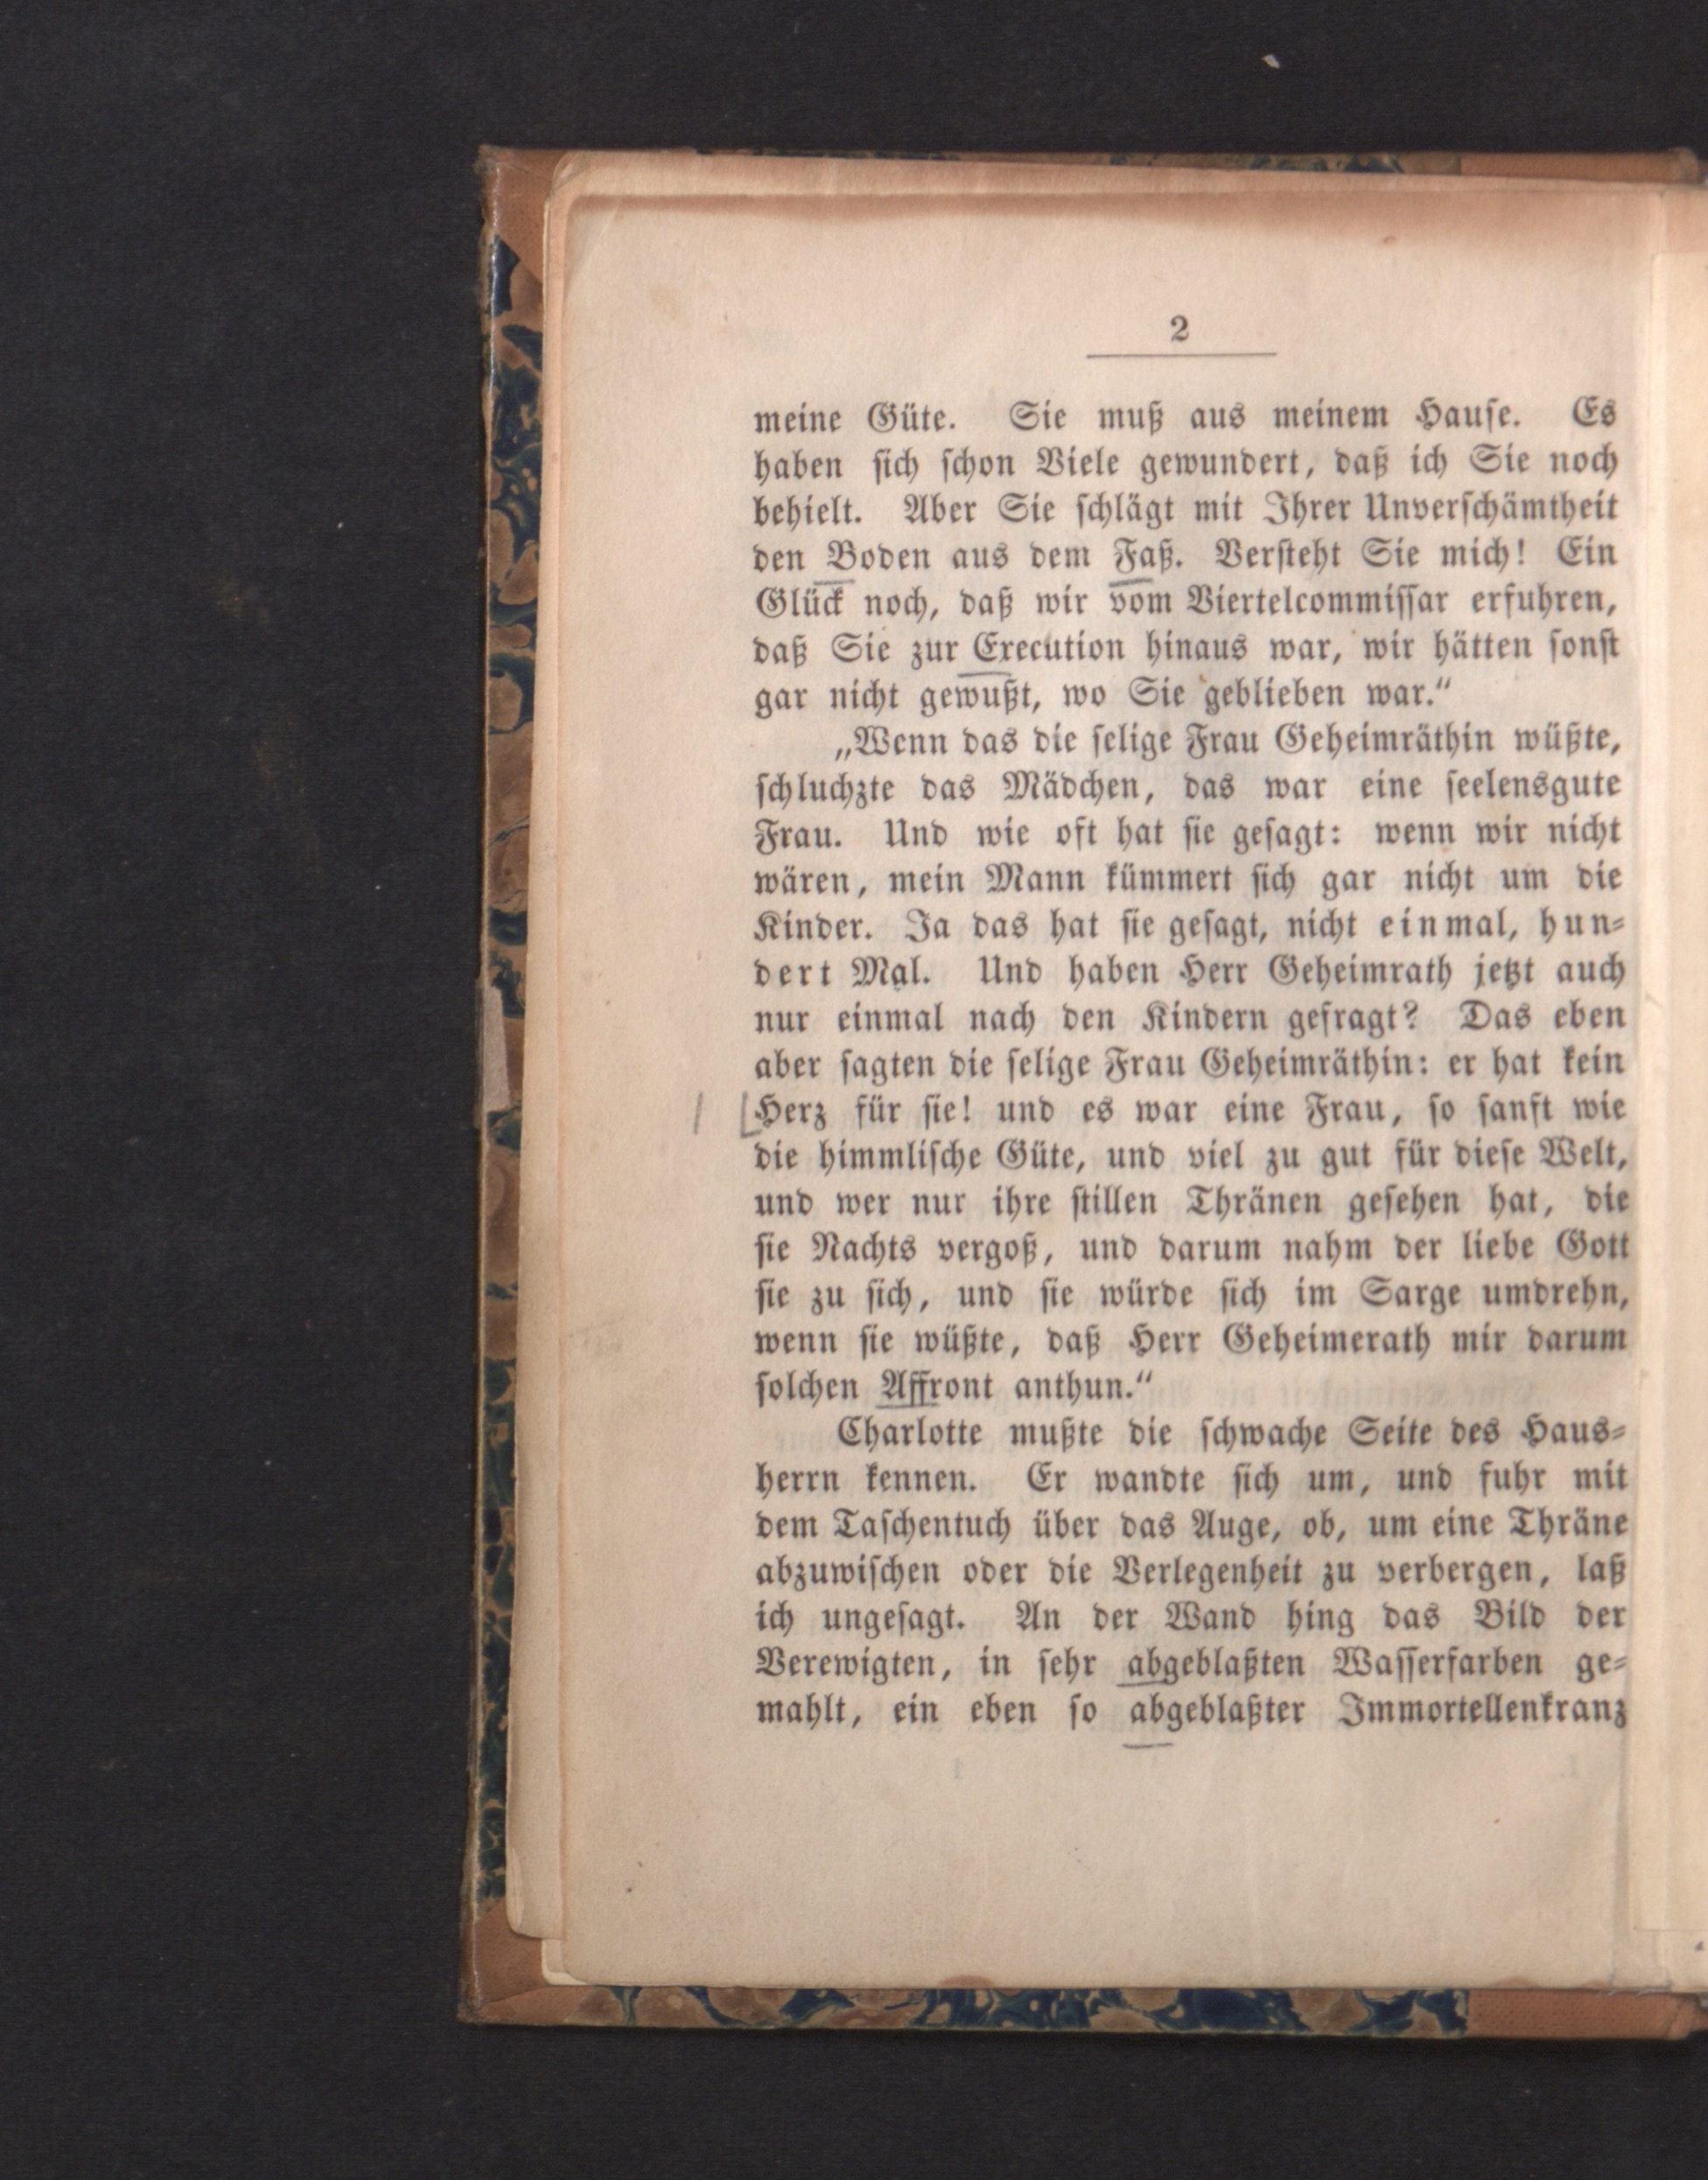 2
meine Güte. Sie muß aus meinem Hauſe. Es
haben ſich ſchon Viele gewundert, daß ich Sie noch
behielt. Aber Sie ſchlägt mit Ihrer Unverſchämtheit
den Boden aus dem Faß. Verſteht Sie mich! Ein
Glück noch, daß wir vom Viertelcommiſſar erfuhren,
daß Sie zur Execution hinaus war, wir hätten ſonſt
gar nicht gewußt, wo Sie geblieben war.“
„Wenn das die ſelige Frau Geheimräthin wüßte,
ſchluchzte das Mädchen, das war eine ſeelensgute
Frau. Und wie oft hat ſie geſagt: wenn wir nicht
wären, mein Mann kümmert ſich gar nicht um die
Kinder. Ja das hat ſie geſagt, nicht einmal, hun⸗
dert Mal. Und haben Herr Geheimrath jetzt auch
nur einmal nach den Kindern gefragt? Das eben
aber ſagten die ſelige Frau Geheimräthin: er hat kein
Herz für ſie! und es war eine Frau, ſo ſanft wie
die himmliſche Güte, und viel zu gut für dieſe Welt,
und wer nur ihre ſtillen Thränen geſehen hat, die
ſie Nachts vergoß, und darum nahm der liebe Gott
ſie zu ſich, und ſie würde ſich im Sarge umdrehn,
wenn ſie wüßte, daß Herr Geheimerath mir darum
ſolchen Affront anthun.“
Charlotte mußte die ſchwache Seite des Haus⸗
herrn kennen. Er wandte ſich um, und fuhr mit
dem Taſchentuch über das Auge, ob, um eine Thräne
abzuwiſchen oder die Verlegenheit zu verbergen, laß
ich ungeſagt. An der Wand hing das Bild der
Verewigten, in ſehr abgeblaßten Waſſerfarben ge⸗
mahlt, ein eben ſo abgeblaßter Immortellenkranz